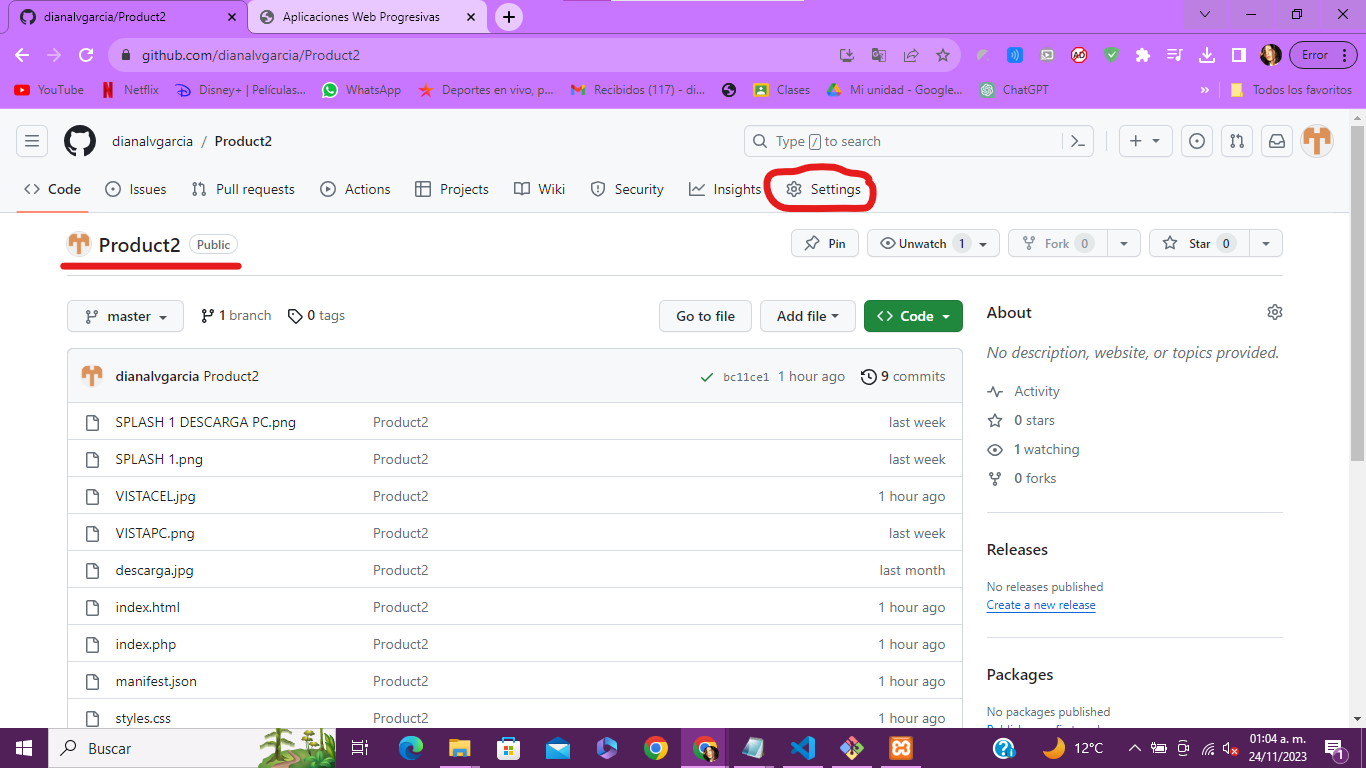 dianalvgarcia/Product2
Aplicaciones Web Progresivas
github.com/dianalvgarcia/Product2
Error
YouTube
Netflix
Disney+ | Películas...
WhatsApp
Deportes en vivo, p...
Recibidos (117) - di...
Clases
Mi unidad - Google...
ChatGPT
»
Todos los favoritos
dianalvgarcia / Product2
Type / to search
Code
Issues
Pull requests
Actions
Projects
Wiki
Security
Insights
Settings
Product2 Public
Pin
Unwatch 1
Fork 0
Star 0
master
1 branch
0 tags
Go to file
Add file
Code
About
No description, website, or topics provided.
Activity
0 stars
1 watching
0 forks
Releases
No releases published
Create a new release
Packages
No packages published
dianalvgarcia Product2 bc11ce1 1 hour ago 9 commits
SPLASH 1 DESCARGA PC.png Product2 last week
SPLASH 1.png Product2 last week
VISTACEL.jpg Product2 1 hour ago
VISTAPC.png Product2 last week
descarga.jpg Product2 last month
index.html Product2 1 hour ago
index.php Product2 1 hour ago
manifest.json Product2 1 hour ago
styles.css Product2 1 hour ago
Buscar
12°C
01:04 a. m.
24/11/2023
1